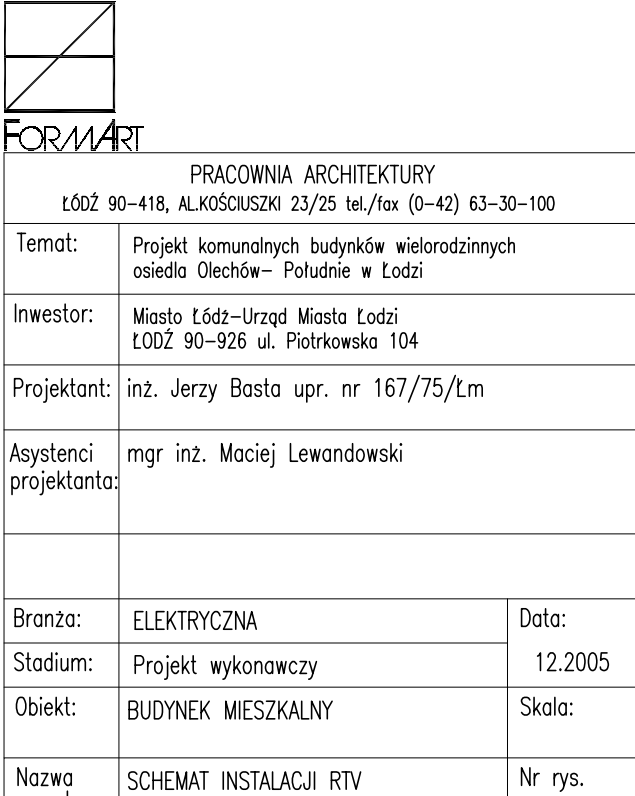 FORMART
PRACOWNIA ARCHITEKTURY
ŁÓDŹ 90-418, AL.KOŚCIUSZKI 23/25 tel./fax (0-42) 63-30-100
Temat: Projekt komunalnych budynków wielorodzinnych
osiedla Olechów- Południe w Łodzi
Inwestor: Miasto Łódź-Urząd Miasta Łodzi
ŁODŹ 90-926 ul. Piotrkowska 104
Projektant: inż. Jerzy Basta upr. nr 167/75/Łm
Asystenci mgr inż. Maciej Lewandowski
projektanta:
Branża: ELEKTRYCZNA Data:
Stadium: Projekt wykonawczy 12.2005
Obiekt: BUDYNEK MIESZKALNY Skala:
Nazwa SCHEMAT INSTALACJI RTV Nr rys.